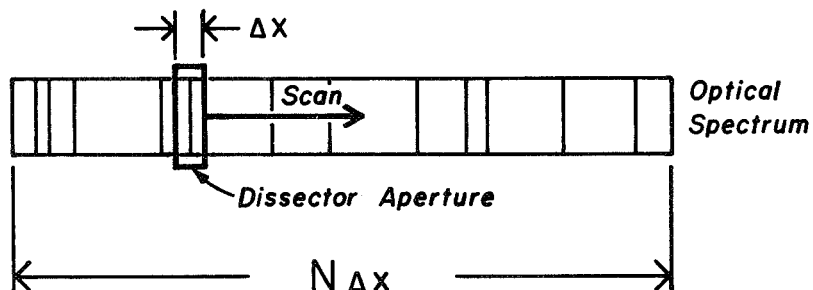 ΔX
Scan
Optical
Spectrum
Dissector Aperture
N ΔX